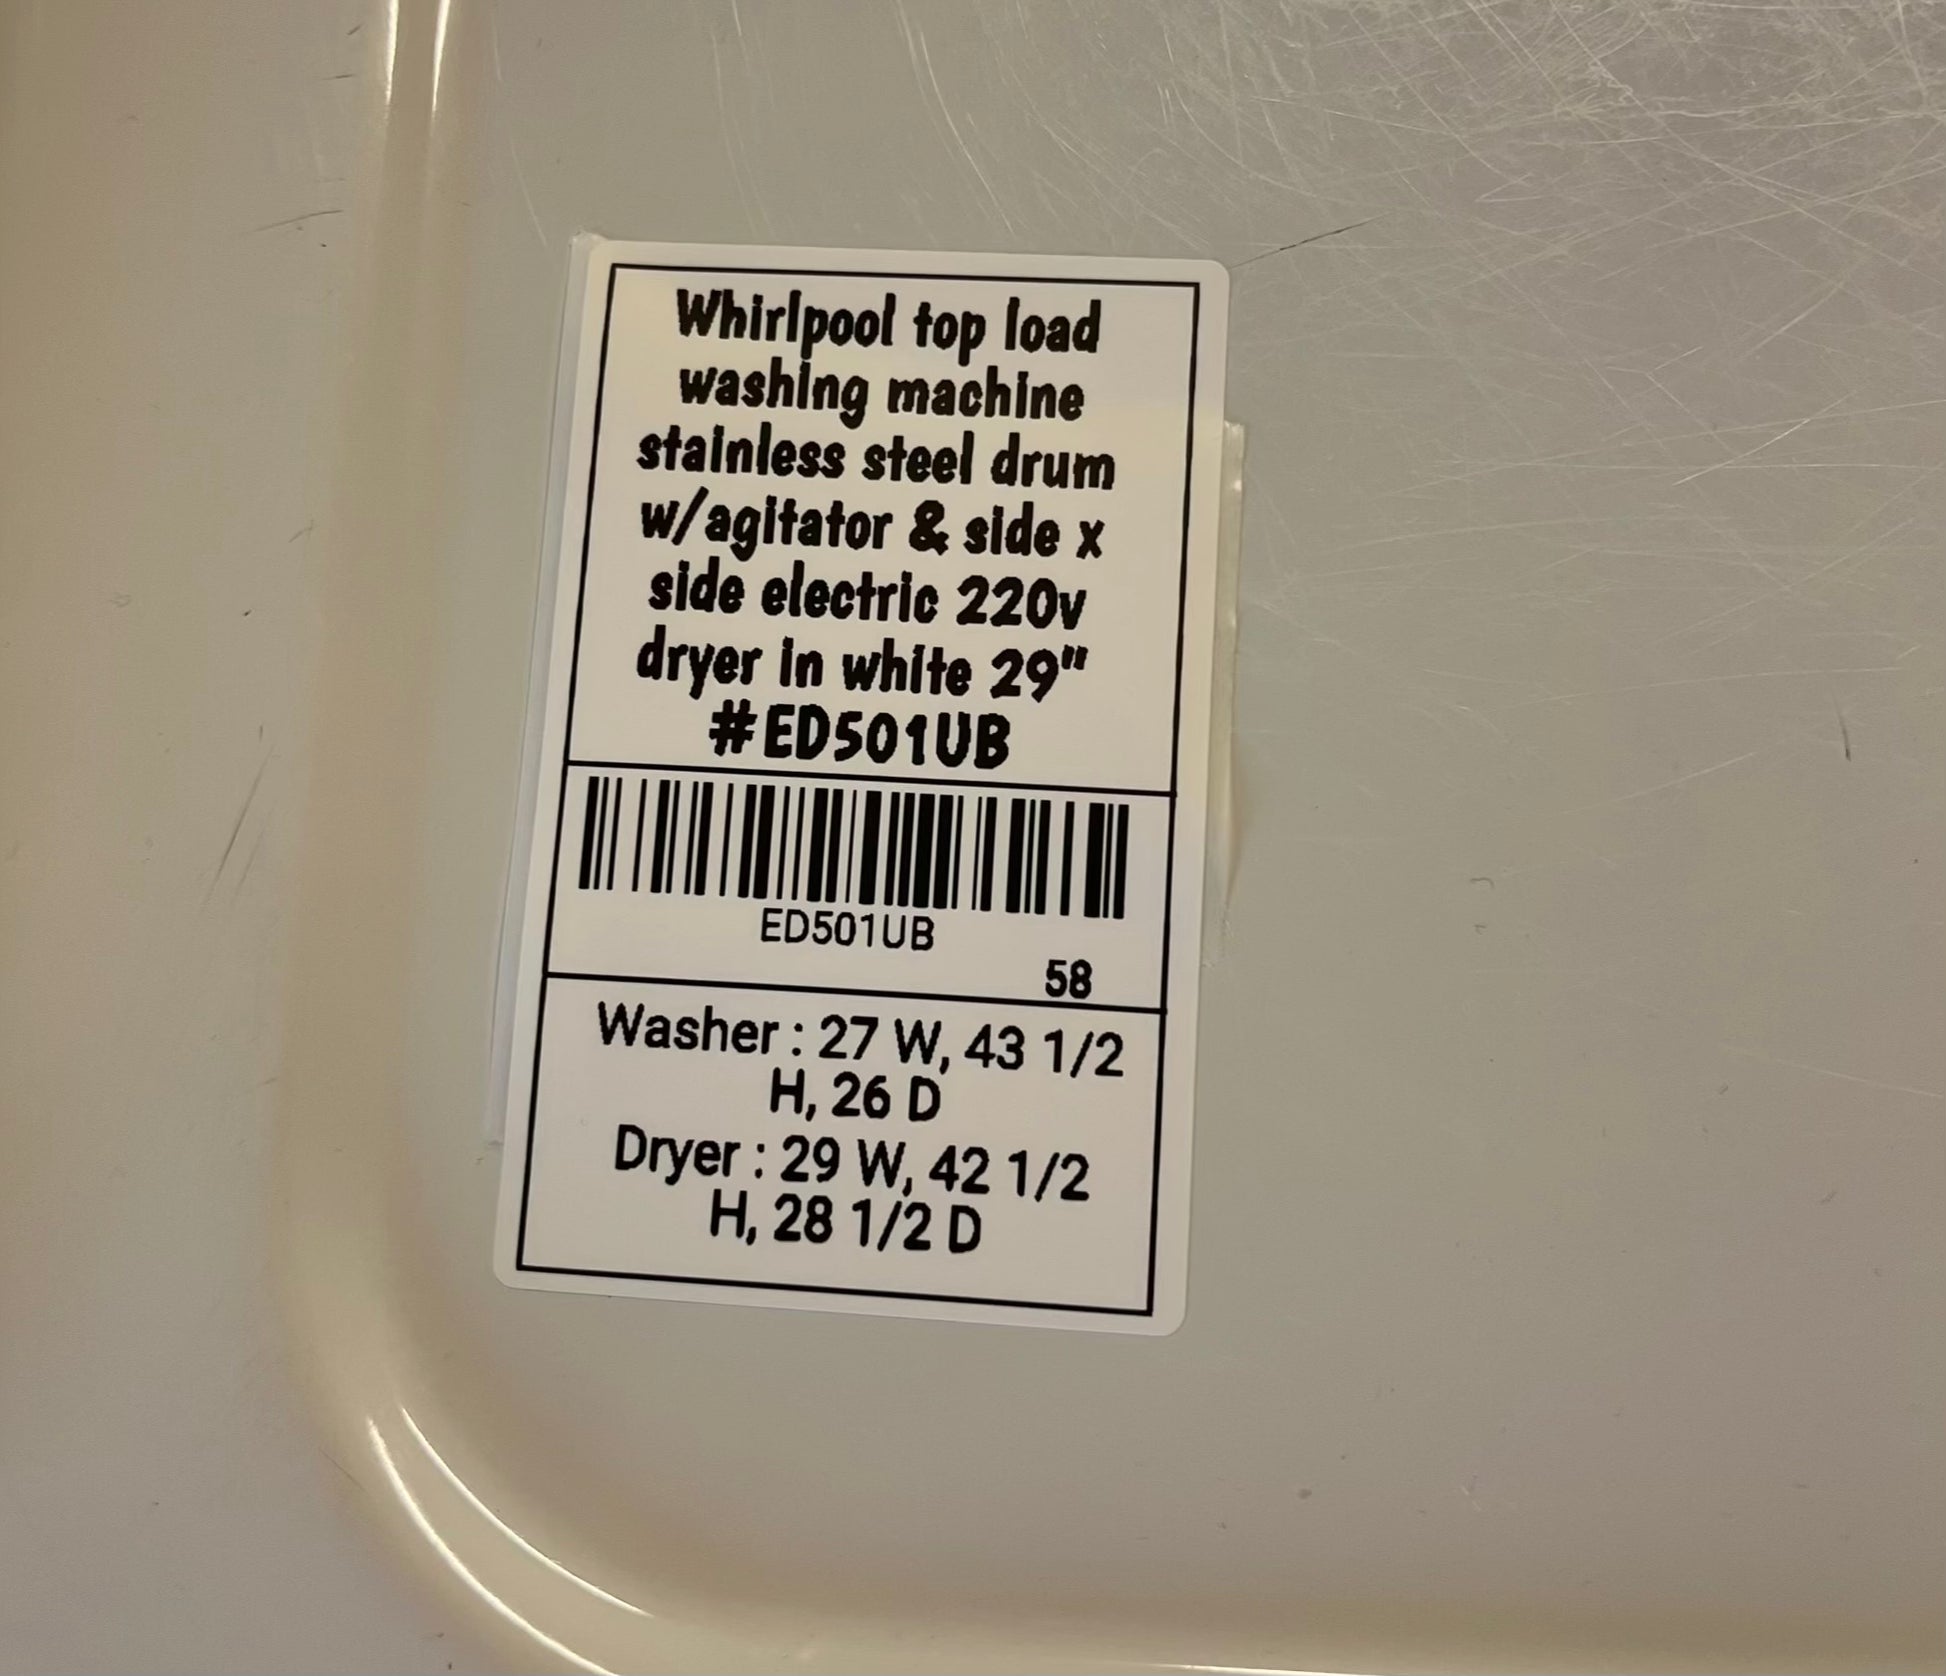 Whirlpool top load
washing machine
stainless steel drum
w/agitator & side x
side electric 220v
dryer in white 29"
#ED501UB
ED501UB
58
Washer : 27 W, 43 1/2
H, 26 D
Dryer : 29 W, 42 1/2
H, 28 1/2 D